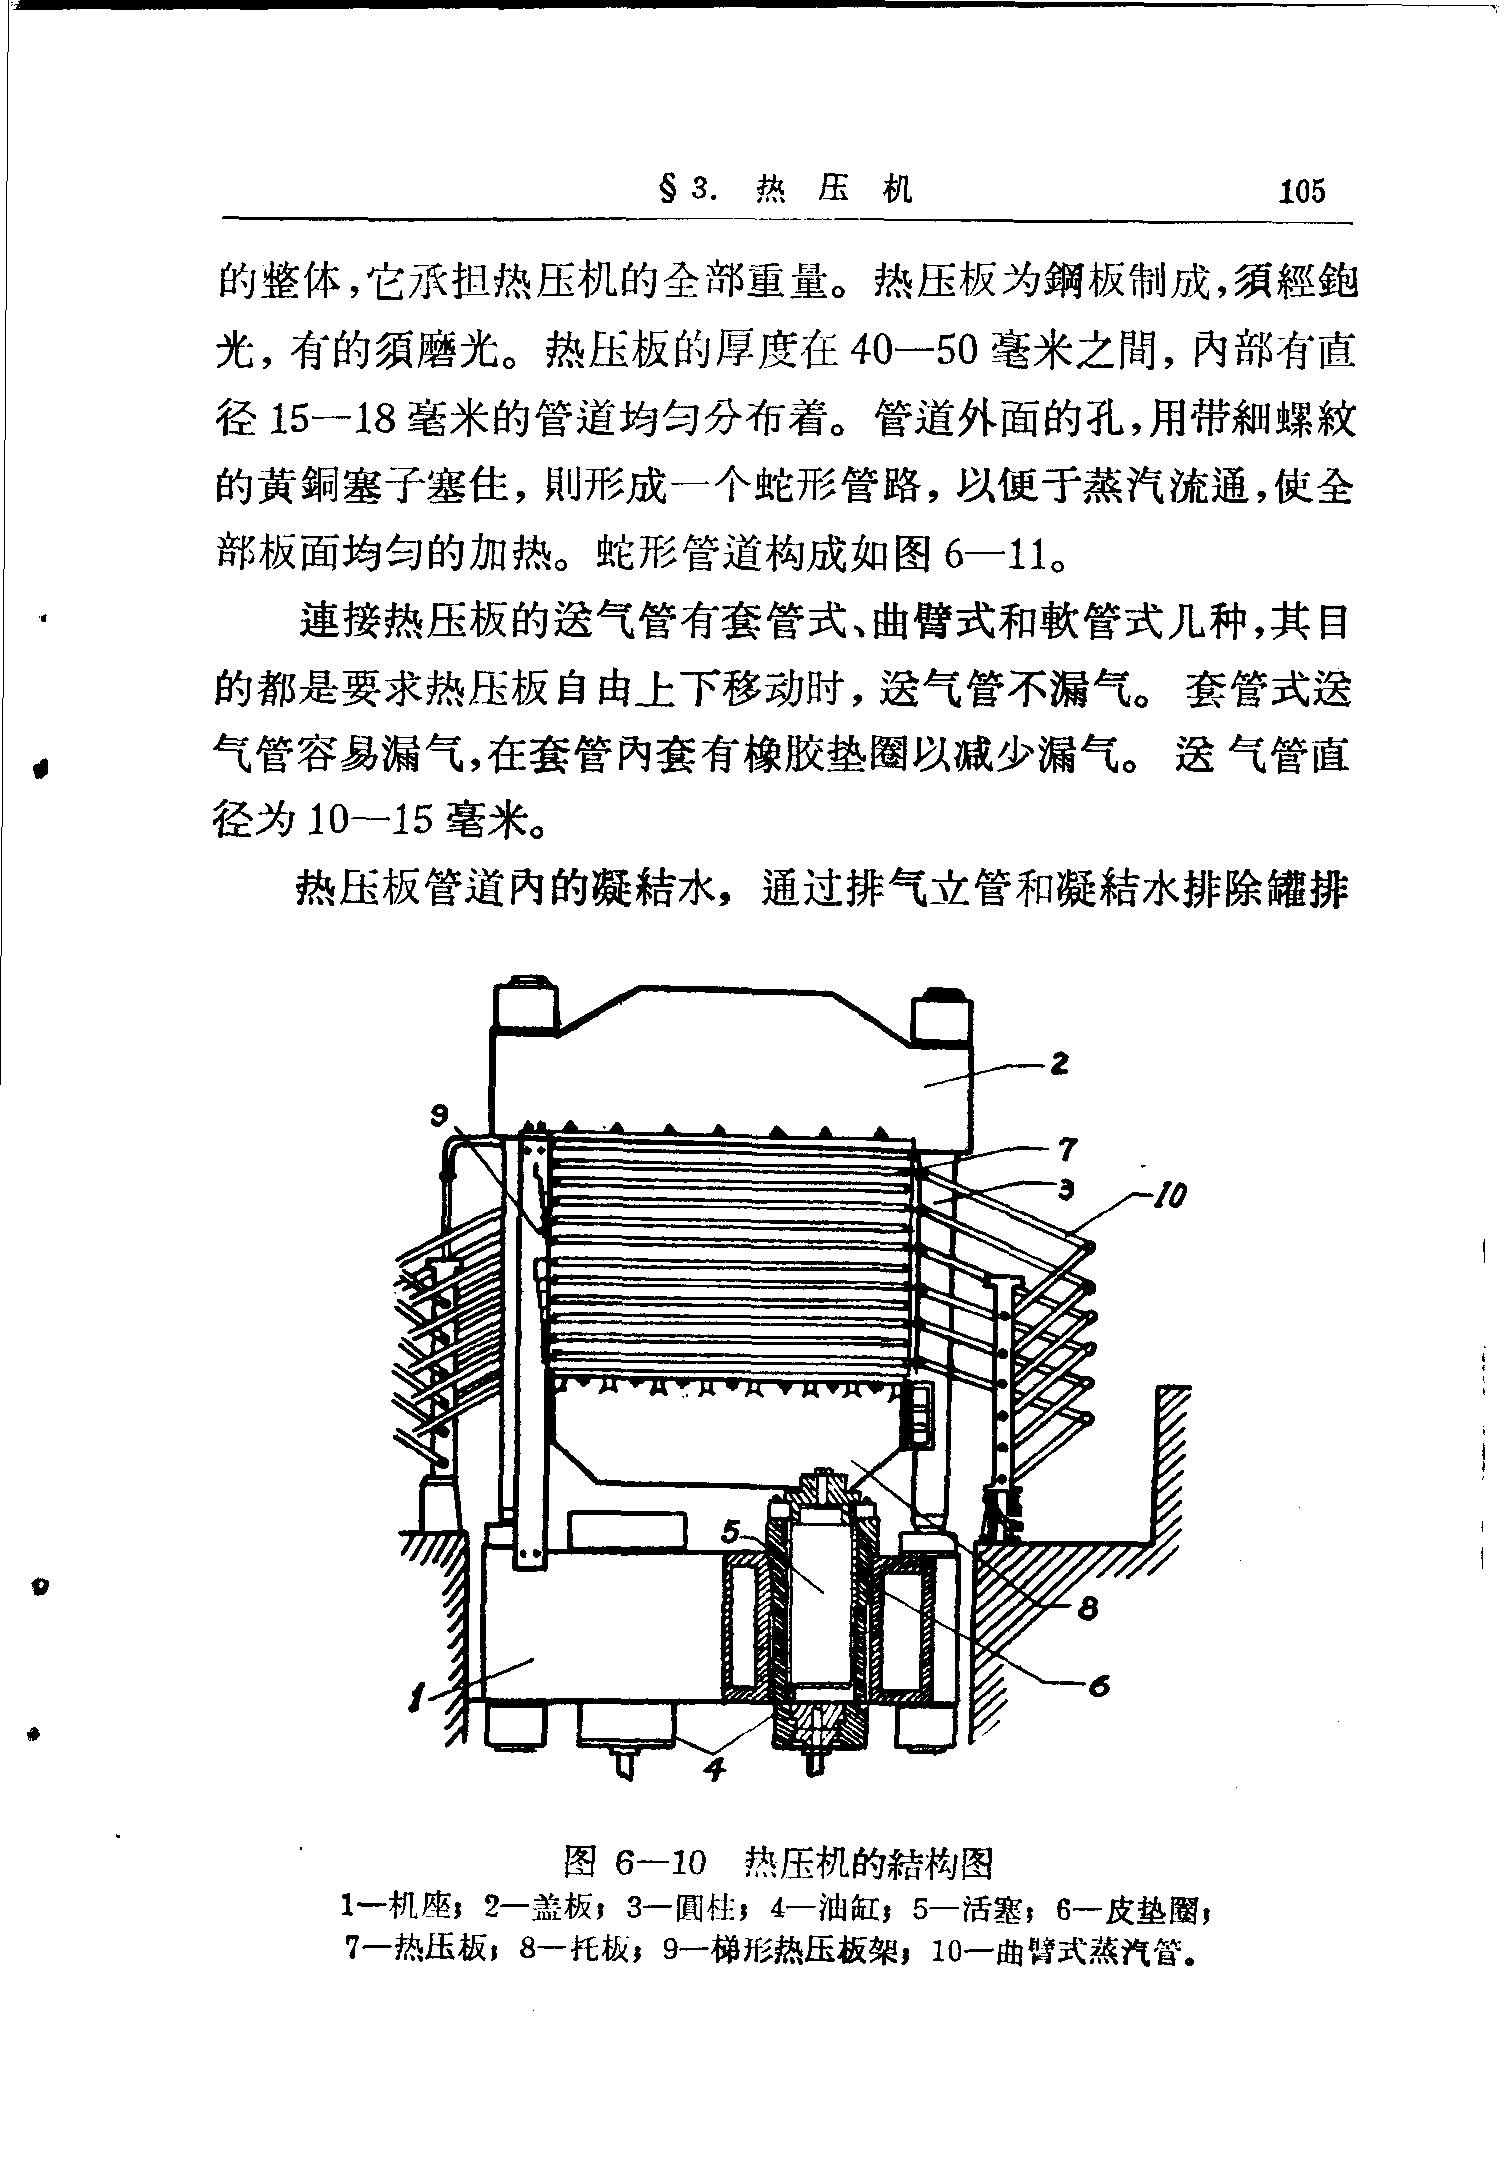 §3. 热压机 105
的整体,它承担热压机的全部重量。热压板为鋼板制成,須經鉋
光,有的須磨光。热压板的厚度在40—50毫米之間,內部有直
径15—18毫米的管道均匀分布着。管道外面的孔,用带細螺紋
的黃銅塞子塞住,則形成一个蛇形管路,以便于蒸汽流通,使全
部板面均匀的加热。蛇形管道构成如图6—11。
連接热压板的送气管有套管式、曲臂式和軟管式几种,其目
的都是要求热压板自由上下移动时,送气管不漏气。套管式送
气管容易漏气,在套管內套有橡胶垫圈以减少漏气。送气管直
径为10—15毫米。
热压板管道內的凝結水,通过排气立管和凝結水排除罐排
2
9
7
3
10
5
8
1
6
4
图 6—10 热压机的結构图
1—机座;2—盖板;3—圓柱;4—油缸;5—活塞;6—皮垫圈;
7—热压板;8—托板;9—梯形热压板架;10—曲臂式蒸汽管。